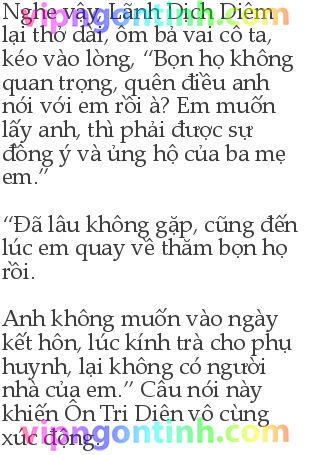 Nghe vậy, Lãnh Dịch Diêm
lại thở dài, ôm bả vai cô ta,
kéo vào lòng, “Bọn họ không
quan trọng, quên điều anh
nói với em rồi à? Em muốn
lấy anh, thì phải được sự
đồng ý và ủng hộ của ba mẹ
em.”
“Đã lâu không gặp, cũng đến
lúc em quay về thăm bọn họ
rồi.
Anh không muốn vào ngày
kết hôn, lúc kính trà cho phụ
huynh, lại không có người
nhà của em.” Câu nói này
khiến Ôn Tri Diên vô cùng
xúc động.
vipngontinh.com
vipngontinh.com